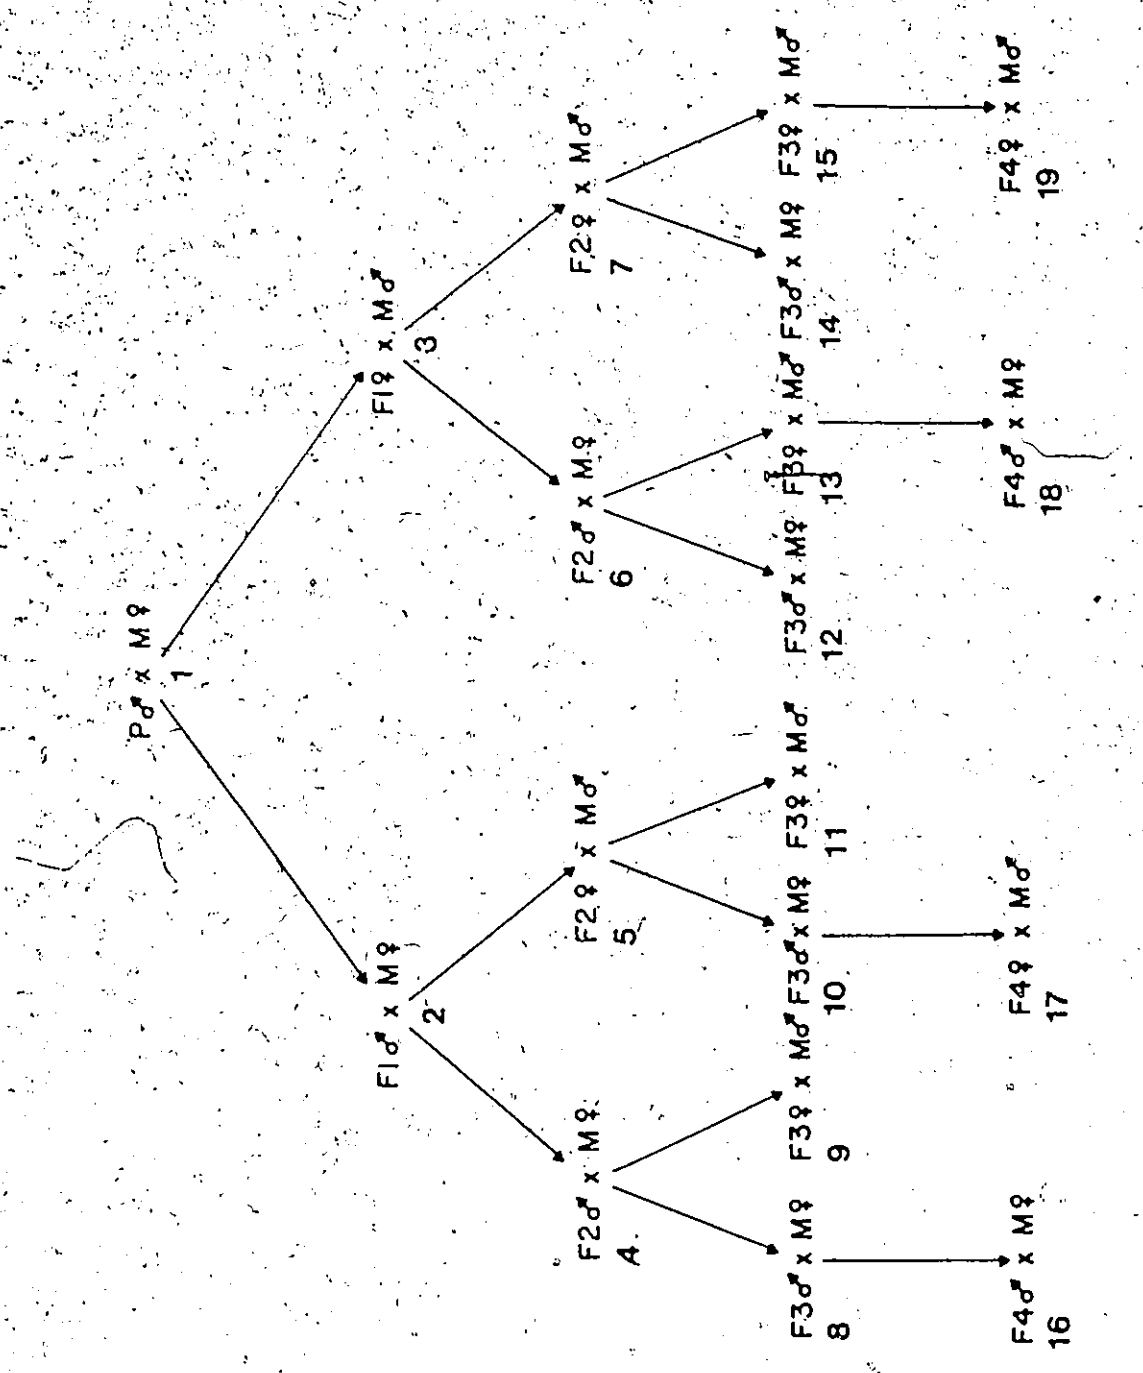 P♂ x M♀
1
F1♂ x M♀
2
F1♀ x M♂
3
F2♂ x M♀
4
F2♀ x M♂
5
F2♂ x M♀
6
F2♀ x M♂
7
F3♂ x M♀
8
F3♀ x M♂
9
F3♂ x M♀
10
F3♀ x M♂
11
F3♂ x M♀
12
F3♀ x M♂
13
F3♂ x M♀
14
F3♀ x M♂
15
F4♂ x M♀
16
F4♀ x M♂
17
F4♂ x M♀
18
F4♀ x M♂
19